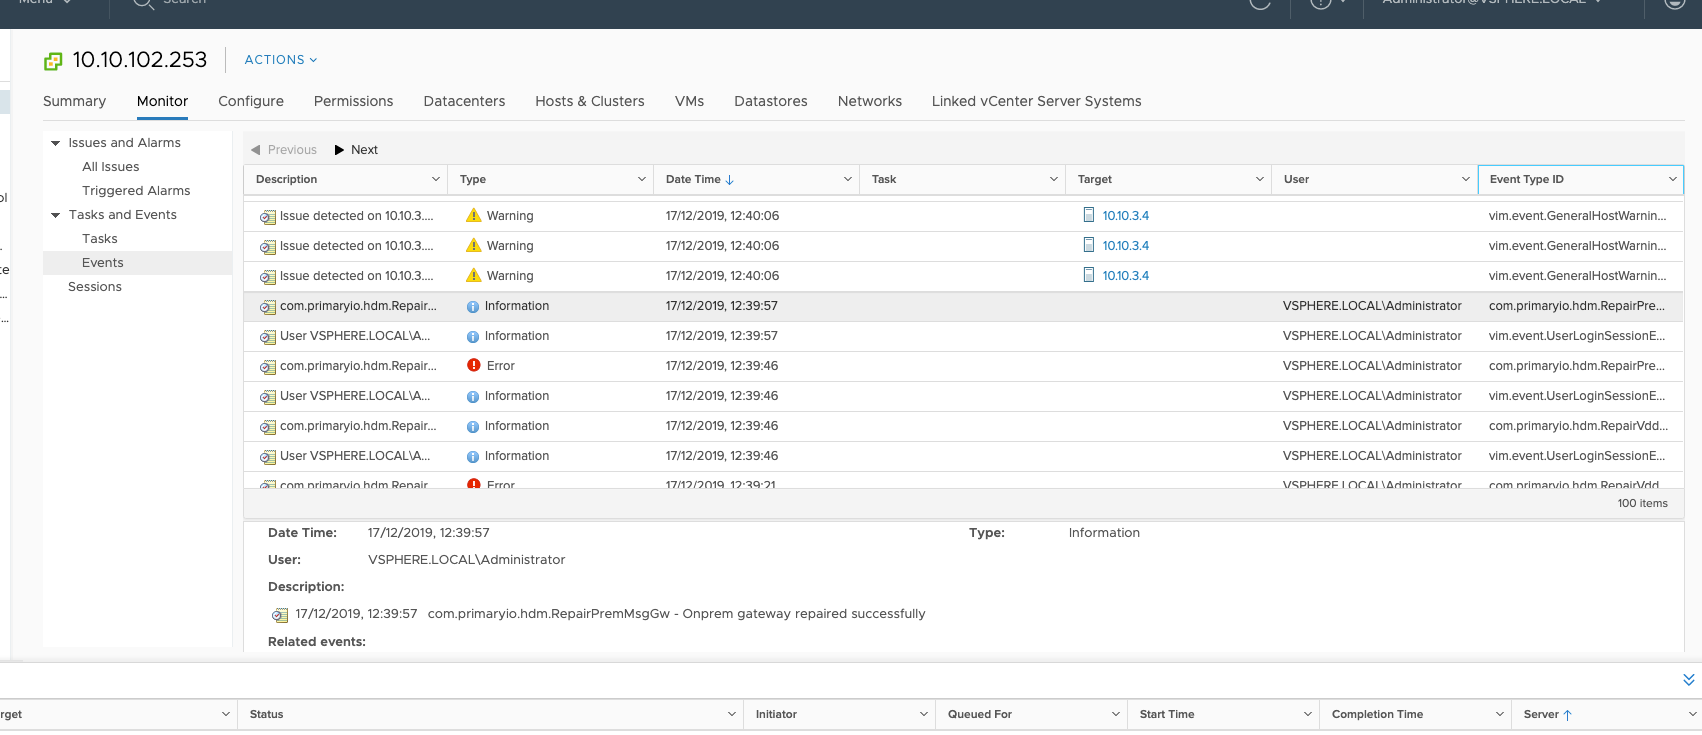 Menu Search Administrator@VSPHERE.LOCAL
10.10.102.253 ACTIONS
Summary Monitor Configure Permissions Datacenters Hosts & Clusters VMs Datastores Networks Linked vCenter Server Systems
Issues and Alarms
All Issues
Triggered Alarms
Tasks and Events
Tasks
Events
Sessions
Previous Next
Description Type Date Time Task Target User Event Type ID
Issue detected on 10.10.3.... Warning 17/12/2019, 12:40:06 10.10.3.4 vim.event.GeneralHostWarnin...
Issue detected on 10.10.3.... Warning 17/12/2019, 12:40:06 10.10.3.4 vim.event.GeneralHostWarnin...
Issue detected on 10.10.3.... Warning 17/12/2019, 12:40:06 10.10.3.4 vim.event.GeneralHostWarnin...
com.primaryio.hdm.Repair... Information 17/12/2019, 12:39:57 VSPHERE.LOCAL\Administrator com.primaryio.hdm.RepairPre...
User VSPHERE.LOCAL\A... Information 17/12/2019, 12:39:57 VSPHERE.LOCAL\Administrator vim.event.UserLoginSessionE...
com.primaryio.hdm.Repair... Error 17/12/2019, 12:39:46 VSPHERE.LOCAL\Administrator com.primaryio.hdm.RepairPre...
User VSPHERE.LOCAL\A... Information 17/12/2019, 12:39:46 VSPHERE.LOCAL\Administrator vim.event.UserLoginSessionE...
com.primaryio.hdm.Repair... Information 17/12/2019, 12:39:46 VSPHERE.LOCAL\Administrator com.primaryio.hdm.RepairVdd...
User VSPHERE.LOCAL\A... Information 17/12/2019, 12:39:46 VSPHERE.LOCAL\Administrator vim.event.UserLoginSessionE...
com.primaryio.hdm.Repair Error 17/12/2019, 12:39:21 VSPHERE.LOCAL\Administrator com.primaryio.hdm.RepairVdd
100 items
Date Time: 17/12/2019, 12:39:57 Type: Information
User: VSPHERE.LOCAL\Administrator
Description:
17/12/2019, 12:39:57 com.primaryio.hdm.RepairPremMsgGw - Onprem gateway repaired successfully
Related events:
rget Status Initiator Queued For Start Time Completion Time Server